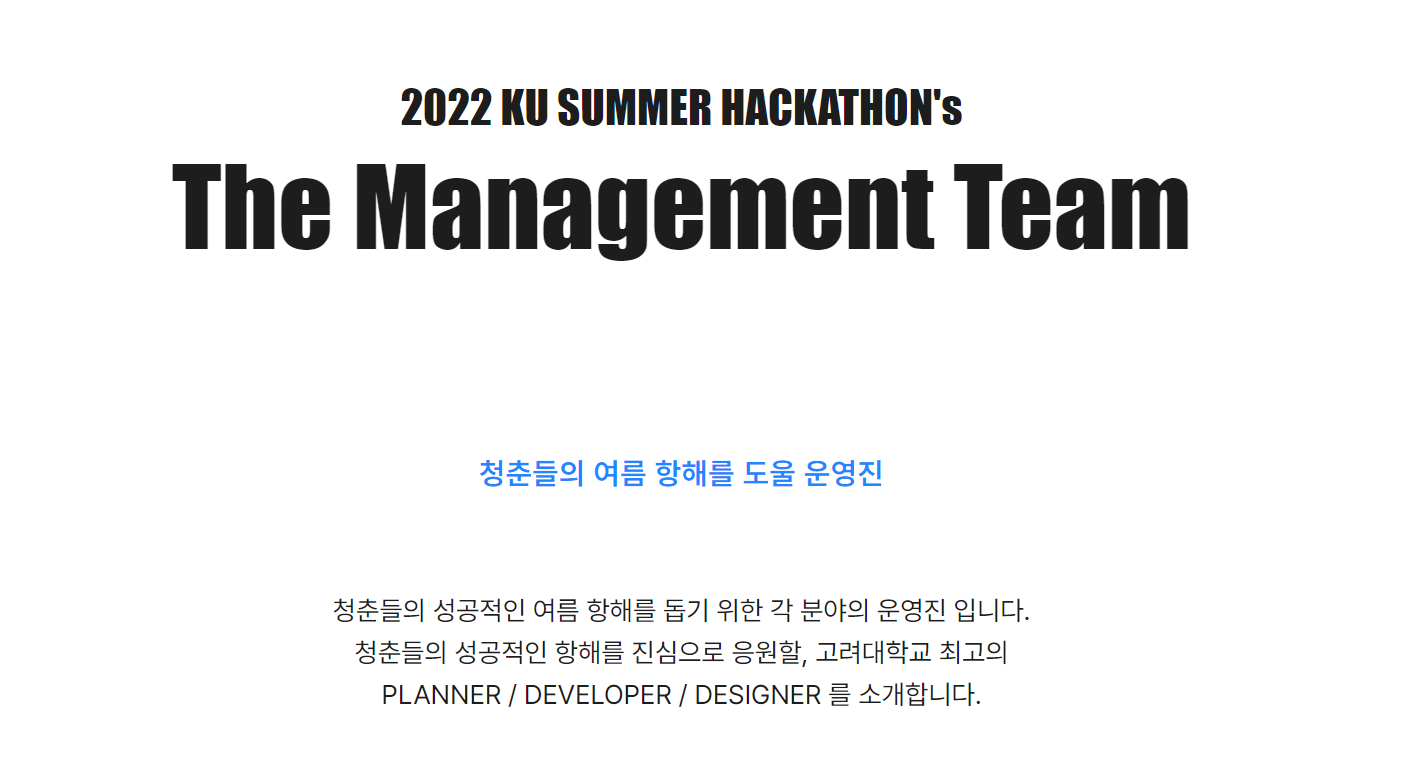 2022 KU SUMMER HACKATHON's
The Management Team
청춘들의 여름 항해를 도울 운영진
청춘들의 성공적인 여름 항해를 돕기 위한 각 분야의 운영진 입니다.
청춘들의 성공적인 항해를 진심으로 응원할, 고려대학교 최고의
PLANNER / DEVELOPER / DESIGNER 를 소개합니다.